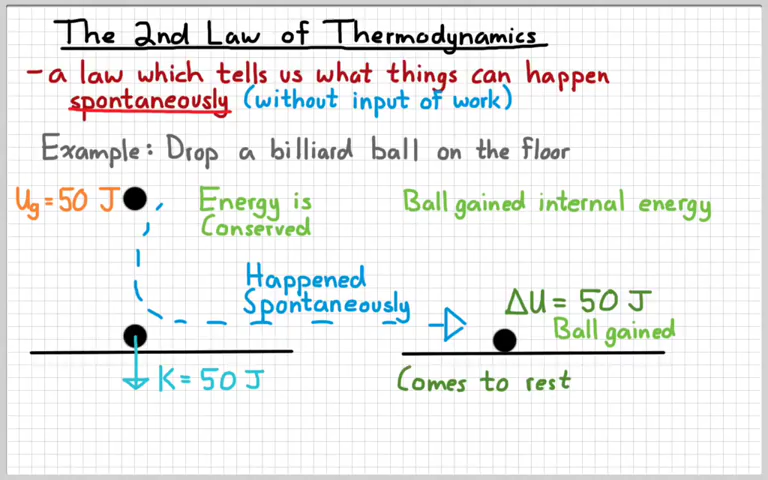 The 2nd Law of Thermodynamics
- a law which tells us what things can happen
spontaneously (without input of work)
Example: Drop a billiard ball on the floor
Ug = 50 J
Energy is
Conserved
Ball gained internal energy
Happened
Spontaneously
ΔU = 50 J
Ball gained
K = 50 J
Comes to rest